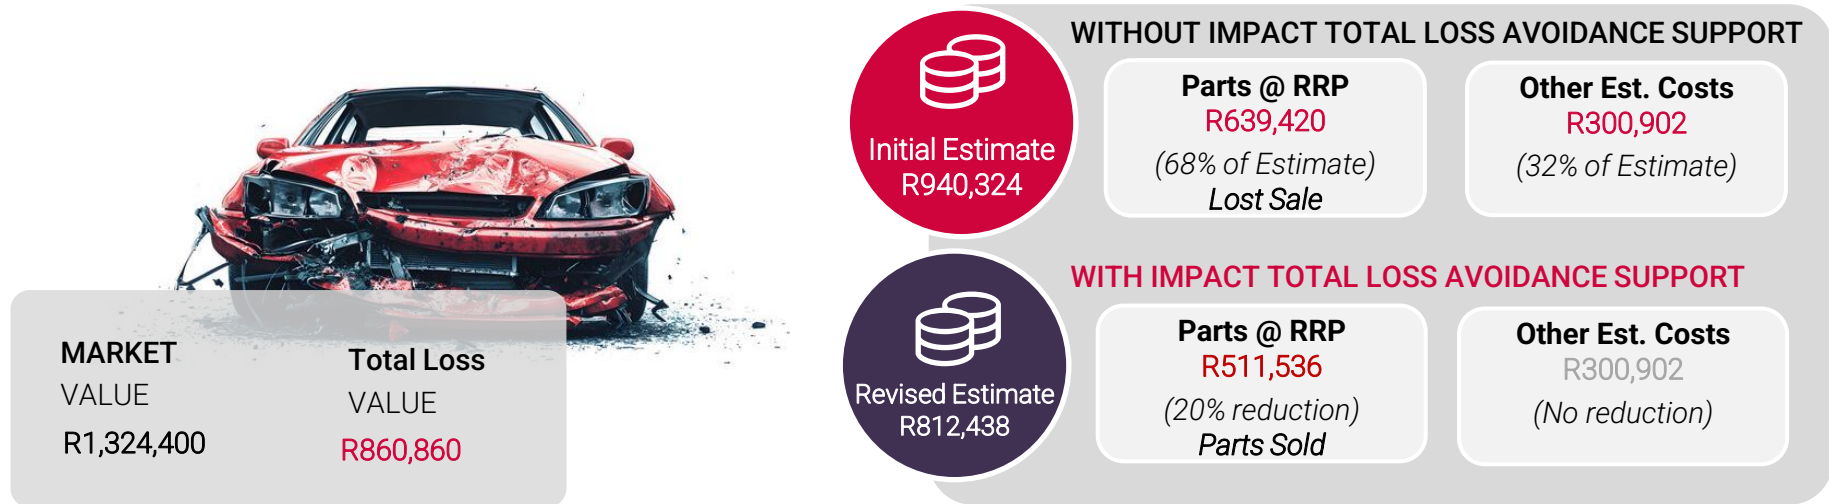 MARKET
VALUE
R1,324,400
Total Loss
VALUE
R860,860
Initial Estimate
R940,324
WITHOUT IMPACT TOTAL LOSS AVOIDANCE SUPPORT
Parts @ RRP
R639,420
(68% of Estimate)
Lost Sale
Other Est. Costs
R300,902
(32% of Estimate)
Revised Estimate
R812,438
WITH IMPACT TOTAL LOSS AVOIDANCE SUPPORT
Parts @ RRP
R511,536
(20% reduction)
Parts Sold
Other Est. Costs
R300,902
(No reduction)